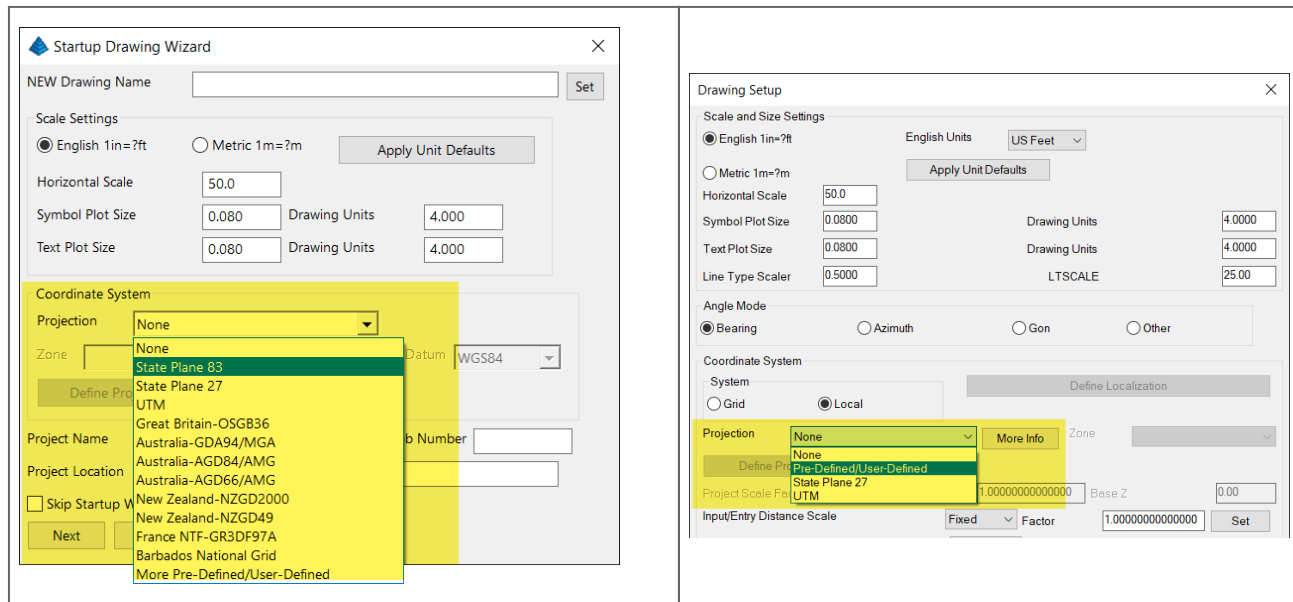 Startup Drawing Wizard
NEW Drawing Name Set
Scale Settings
English 1in=?ft Metric 1m=?m Apply Unit Defaults
Horizontal Scale 50.0
Symbol Plot Size 0.080 Drawing Units 4.000
Text Plot Size 0.080 Drawing Units 4.000
Coordinate System
Projection None
Zone Datum WGS84
Define Pro
None
State Plane 83
State Plane 27
UTM
Great Britain-OSGB36
Australia-GDA94/MGA
Australia-AGD84/AMG
Australia-AGD66/AMG
New Zealand-NZGD2000
New Zealand-NZGD49
France NTF-GR3DF97A
Barbados National Grid
More Pre-Defined/User-Defined
Project Name b Number
Project Location
Skip Startup W
Next
Drawing Setup
Scale and Size Settings
English 1in=?ft English Units US Feet
Metric 1m=?m Apply Unit Defaults
Horizontal Scale 50.0
Symbol Plot Size 0.0800 Drawing Units 4.0000
Text Plot Size 0.0800 Drawing Units 4.0000
Line Type Scaler 0.5000 LTSCALE 25.00
Angle Mode
Bearing Azimuth Gon Other
Coordinate System
System Define Localization
Grid Local
Projection None More Info Zone
None
Define Pro Pre-Defined/User-Defined
State Plane 27
UTM
Project Scale Fa 1.00000000000000 Base Z 0.00
Input/Entry Distance Scale Fixed Factor 1.00000000000000 Set